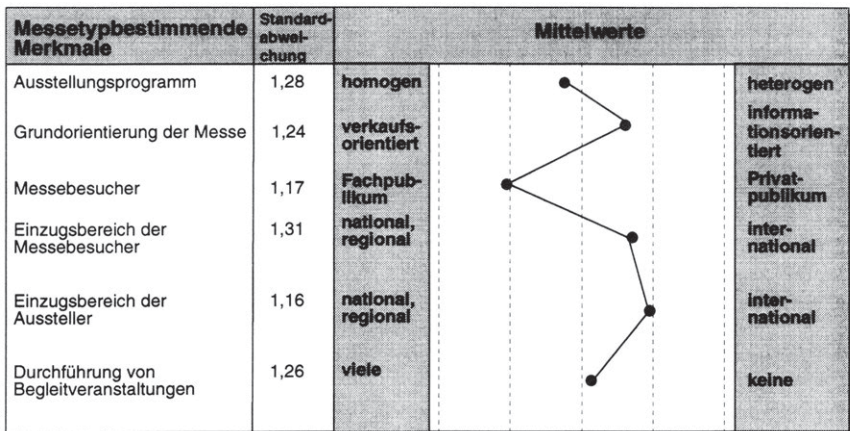 Messetypbestimmende
Merkmale
Standard-
abwei-
chung
Mittelwerte
Ausstellungsprogramm
1,28
homogen
heterogen
Grundorientierung der Messe
1,24
verkaufs-
orientiert
informa-
tionsorien-
tiert
Messebesucher
1,17
Fachpub-
likum
Privat-
publikum
Einzugsbereich der
Messebesucher
1,31
national,
regional
inter-
national
Einzugsbereich der
Aussteller
1,16
national,
regional
inter-
national
Durchführung von
Begleitveranstaltungen
1,26
viele
keine